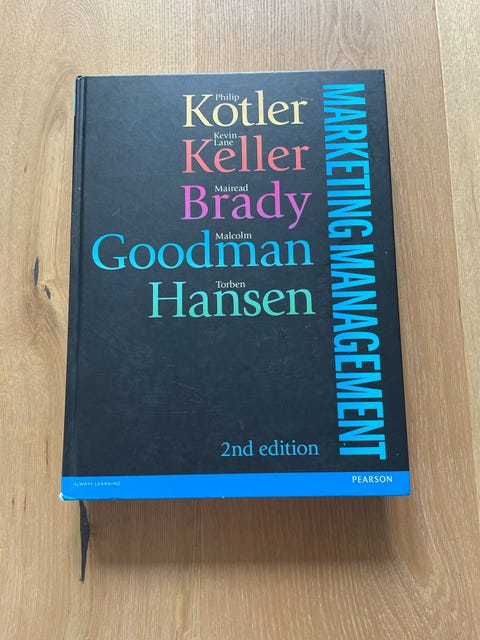 Philip
Kotler
Kevin
Lane
Keller
Mairead
Brady
Malcolm
Goodman
Torben
Hansen
MARKETING MANAGEMENT
2nd edition
ALWAYS LEARNING
PEARSON